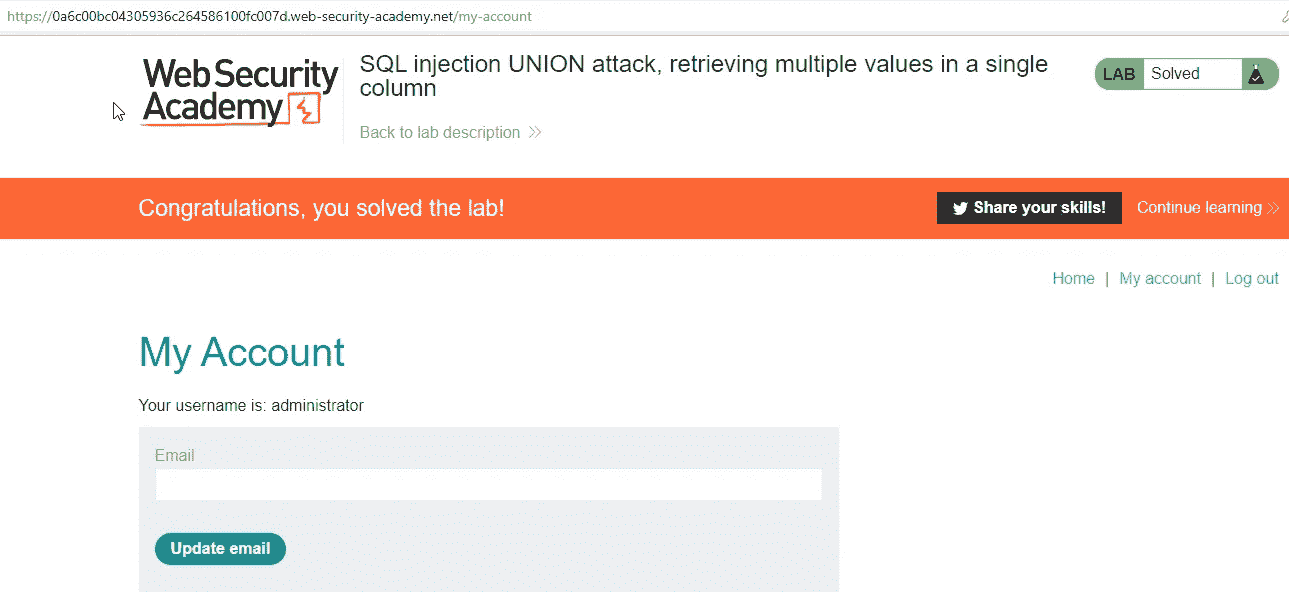 https://0a6c00bc04305936c264586100fc007d.web-security-academy.net/my-account
Web Security
Academy
SQL injection UNION attack, retrieving multiple values in a single
column
Back to lab description
LAB Solved
Congratulations, you solved the lab!
Share your skills! Continue learning
Home | My account | Log out
My Account
Your username is: administrator
Email
Update email